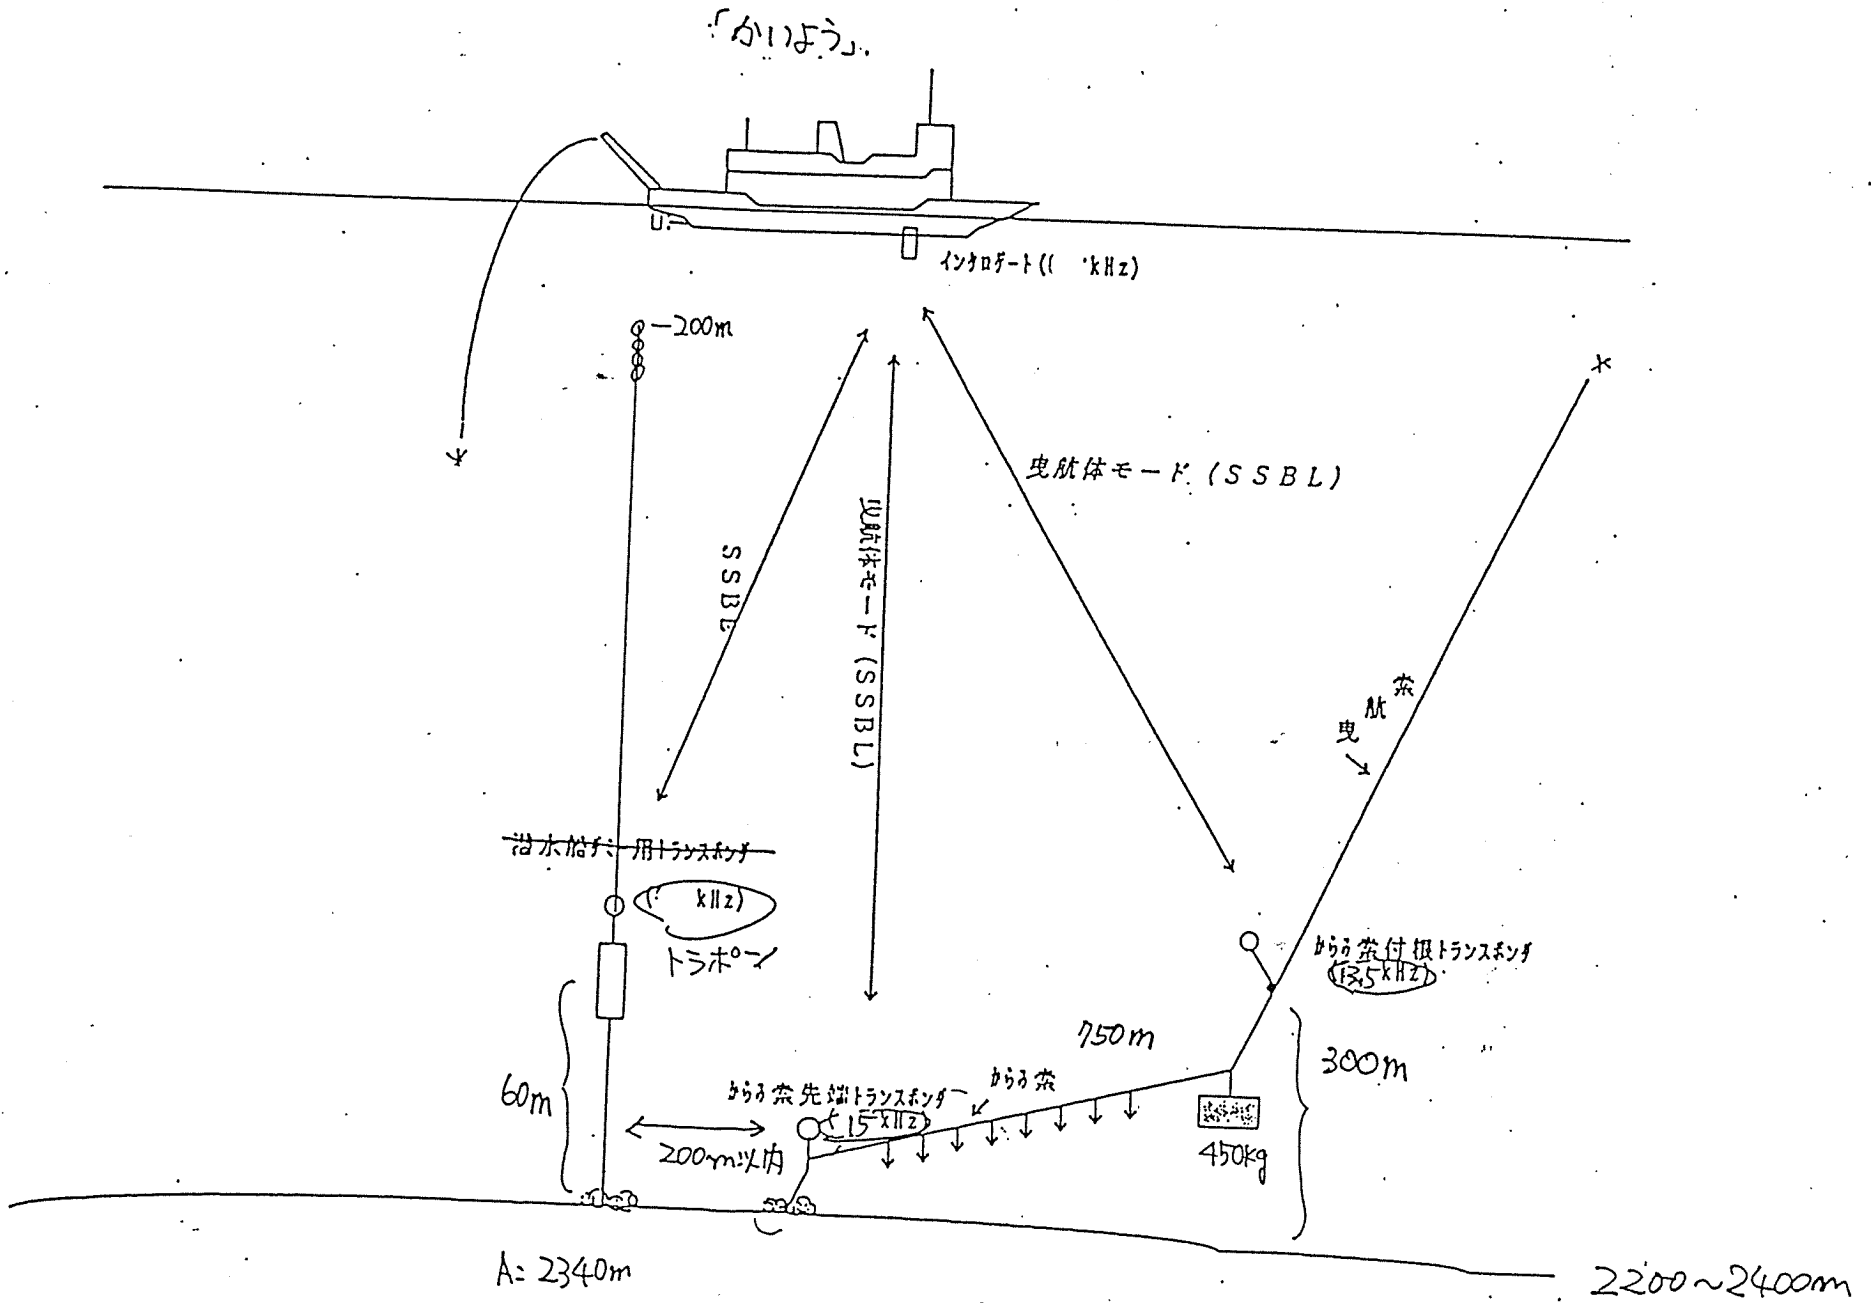 「かいよう」
インタロゲート(( kHz)
-200m
曳航体モード (SSBL)
SSBL
曳航体モード (SSBL)
曳航索
潜水船ダミー用トランスポンダ
( kHz)
トラポン
からみ索付根トランスポンダ
(13.5kHz)
750m
300m
60m
からみ索先端トランスポンダー
(15kHz)
からみ索
200m以内
450kg
A=2340m
2200~2400m